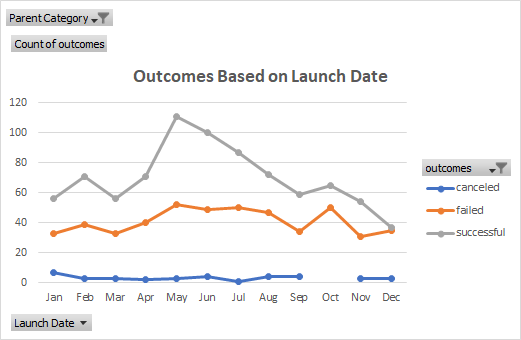 Parent Category
Count of outcomes
Outcomes Based on Launch Date
120
100
80
60
40
20
0
Jan Feb Mar Apr May Jun Jul Aug Sep Oct Nov Dec
outcomes
canceled
failed
successful
Launch Date